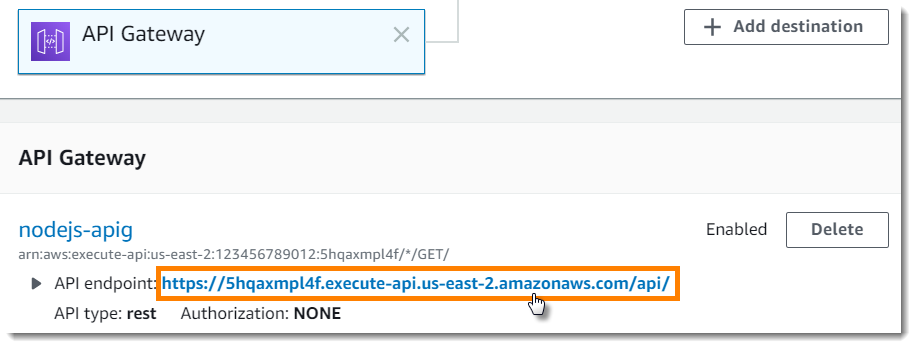 API Gateway
+ Add destination
API Gateway
nodejs-apig
Enabled
Delete
arn:aws:execute-api:us-east-2:123456789012:5hqaxmpl4f/*/GET/
API endpoint: https://5hqaxmpl4f.execute-api.us-east-2.amazonaws.com/api/
API type: rest Authorization: NONE